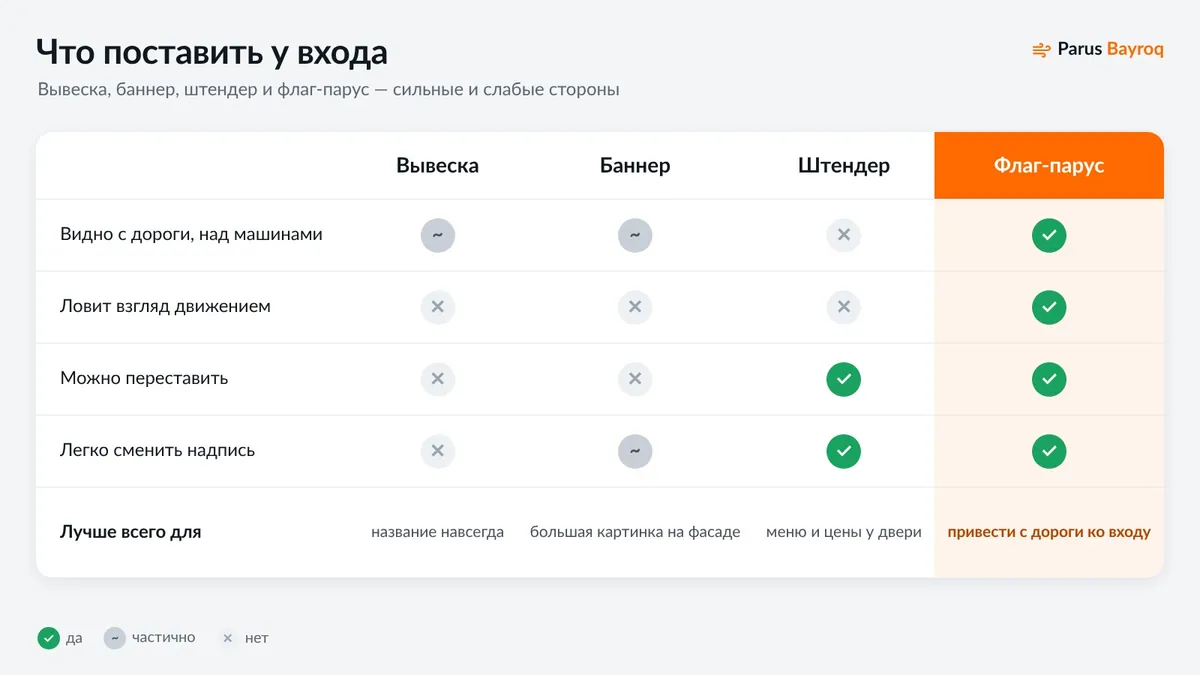 Что поставить у входа
Parus Bayroq
Вывеска, баннер, штендер и флаг-парус — сильные и слабые стороны
Вывеска Баннер Штендер Флаг-парус
Видно с дороги, над машинами ~ ~ ✕ ✓
Ловит взгляд движением ✕ ✕ ✕ ✓
Можно переставить ✕ ✕ ✓ ✓
Легко сменить надпись ✕ ~ ✓ ✓
Лучше всего для название навсегда большая картинка на фасаде меню и цены у двери привести с дороги ко входу
✓ да ~ частично ✕ нет